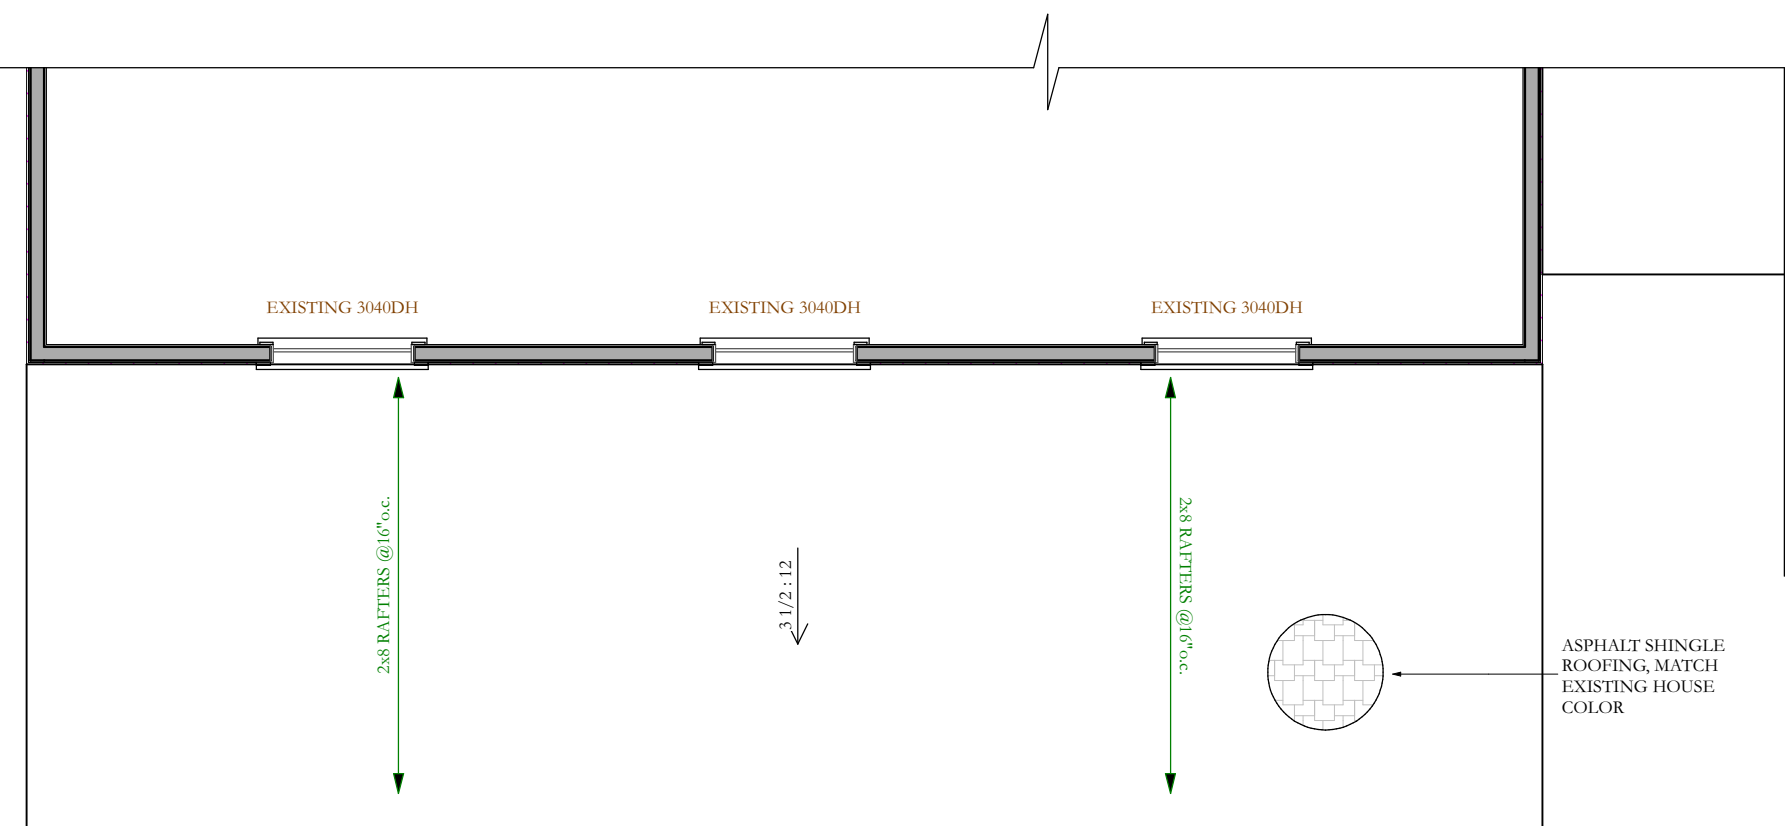 EXISTING 3040DH
EXISTING 3040DH
EXISTING 3040DH
2x8 RAFTERS @16"o.c.
3 1/2 : 12
2x8 RAFTERS @16"o.c.
ASPHALT SHINGLE
ROOFING, MATCH
EXISTING HOUSE
COLOR